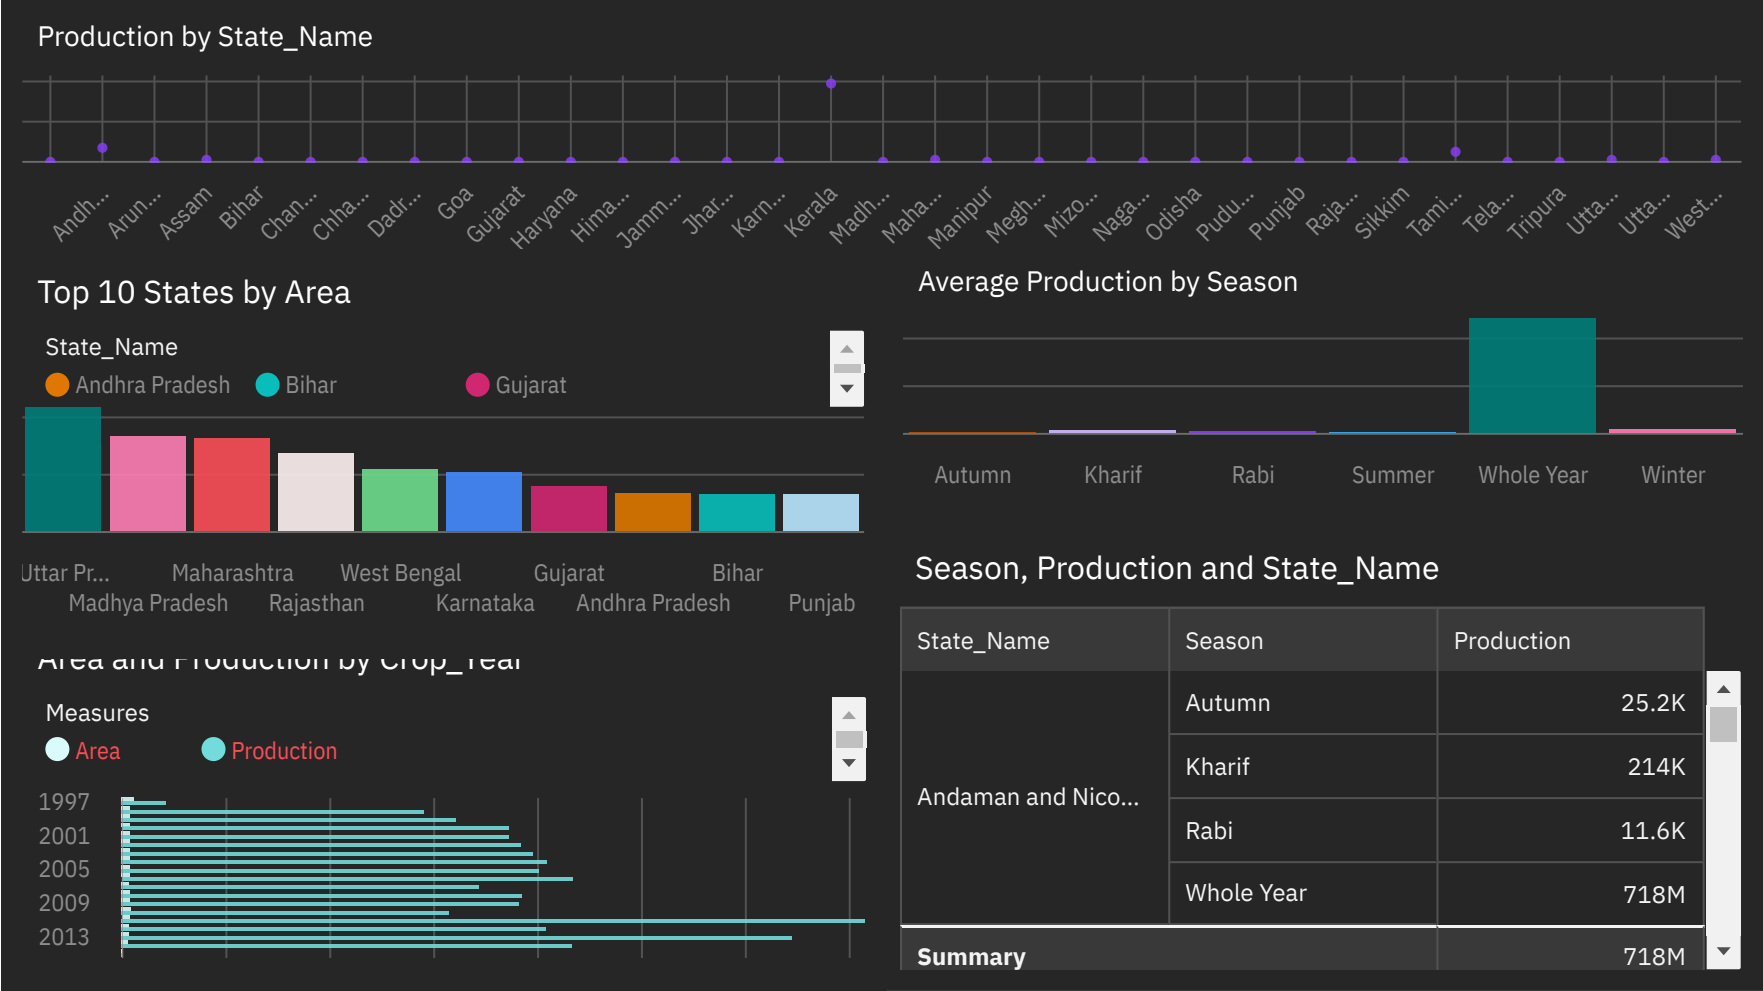 Production by State_Name
Andh... Arun... Assam Bihar Chan... Chha... Dadr... Goa Gujarat Haryana Hima... Jamm... Jhar... Karn... Kerala Madh... Maha... Manipur Megh... Mizo... Naga... Odisha Pudu... Punjab Raja... Sikkim Tami... Tela... Tripura Utta... Utta... West...
Top 10 States by Area
State_Name
Andhra Pradesh Bihar Gujarat
Uttar Pr... Maharashtra West Bengal Gujarat Bihar
Madhya Pradesh Rajasthan Karnataka Andhra Pradesh Punjab
Average Production by Season
Autumn Kharif Rabi Summer Whole Year Winter
Area and Production by Crop_Year
Measures
Area Production
1997
2001
2005
2009
2013
Season, Production and State_Name
State_Name Season Production
Andaman and Nico...
Autumn 25.2K
Kharif 214K
Rabi 11.6K
Whole Year 718M
Summary 718M